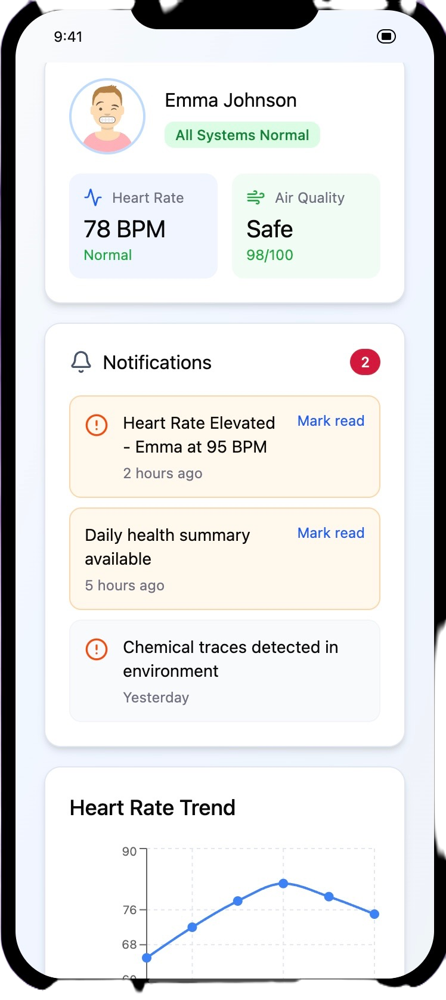 9:41
Emma Johnson
All Systems Normal
Heart Rate
78 BPM
Normal
Air Quality
Safe
98/100
Notifications
2
Heart Rate Elevated
- Emma at 95 BPM
Mark read
2 hours ago
Daily health summary
available
Mark read
5 hours ago
Chemical traces detected in
environment
Yesterday
Heart Rate Trend
90
76
68